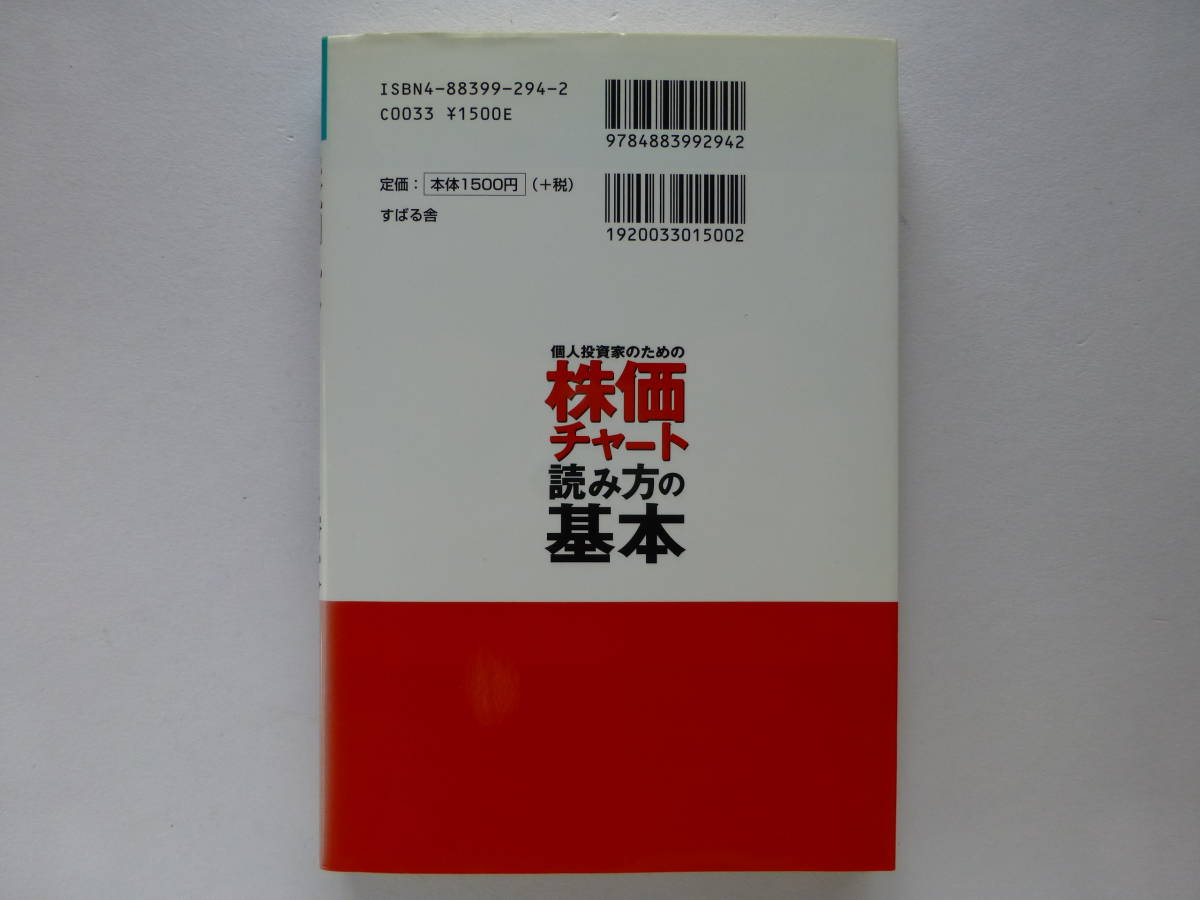 ISBN4-88399-294-2
C0033 ¥1500E
9784883992942
定価：本体1500円（+税）
すばる舎
1920033015002
個人投資家のための
株価
チャート
読み方の
基本